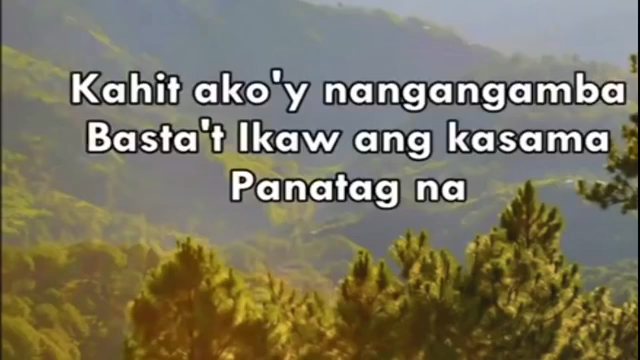 Kahit ako'y nangangamba
Basta't Ikaw ang kasama
Panatag na